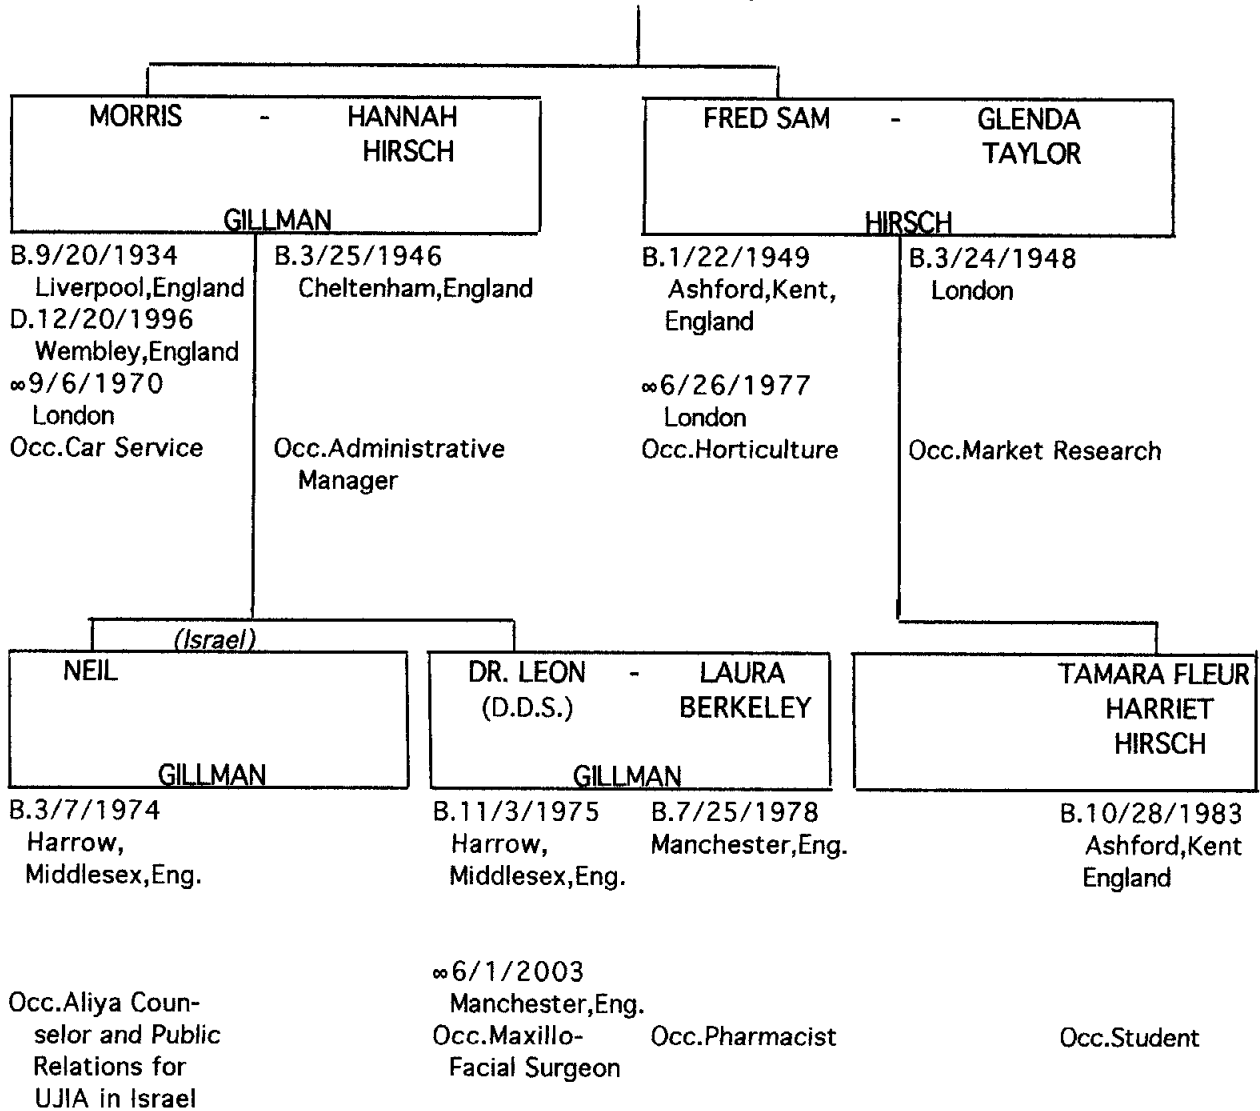 MORRIS - HANNAH
HIRSCH
GILLMAN
B.9/20/1934
Liverpool,England
D.12/20/1996
Wembley,England
∞9/6/1970
London
Occ.Car Service
B.3/25/1946
Cheltenham,England
Occ.Administrative
Manager
FRED SAM - GLENDA
TAYLOR
HIRSCH
B.1/22/1949
Ashford,Kent,
England
∞6/26/1977
London
Occ.Horticulture
B.3/24/1948
London
Occ.Market Research
(Israel)
NEIL
GILLMAN
B.3/7/1974
Harrow,
Middlesex,Eng.
Occ.Aliya Coun-
selor and Public
Relations for
UJIA in Israel
DR. LEON - LAURA
(D.D.S.) BERKELEY
GILLMAN
B.11/3/1975
Harrow,
Middlesex,Eng.
∞6/1/2003
Manchester,Eng.
Occ.Maxillo-
Facial Surgeon
B.7/25/1978
Manchester,Eng.
Occ.Pharmacist
TAMARA FLEUR
HARRIET
HIRSCH
B.10/28/1983
Ashford,Kent
England
Occ.Student